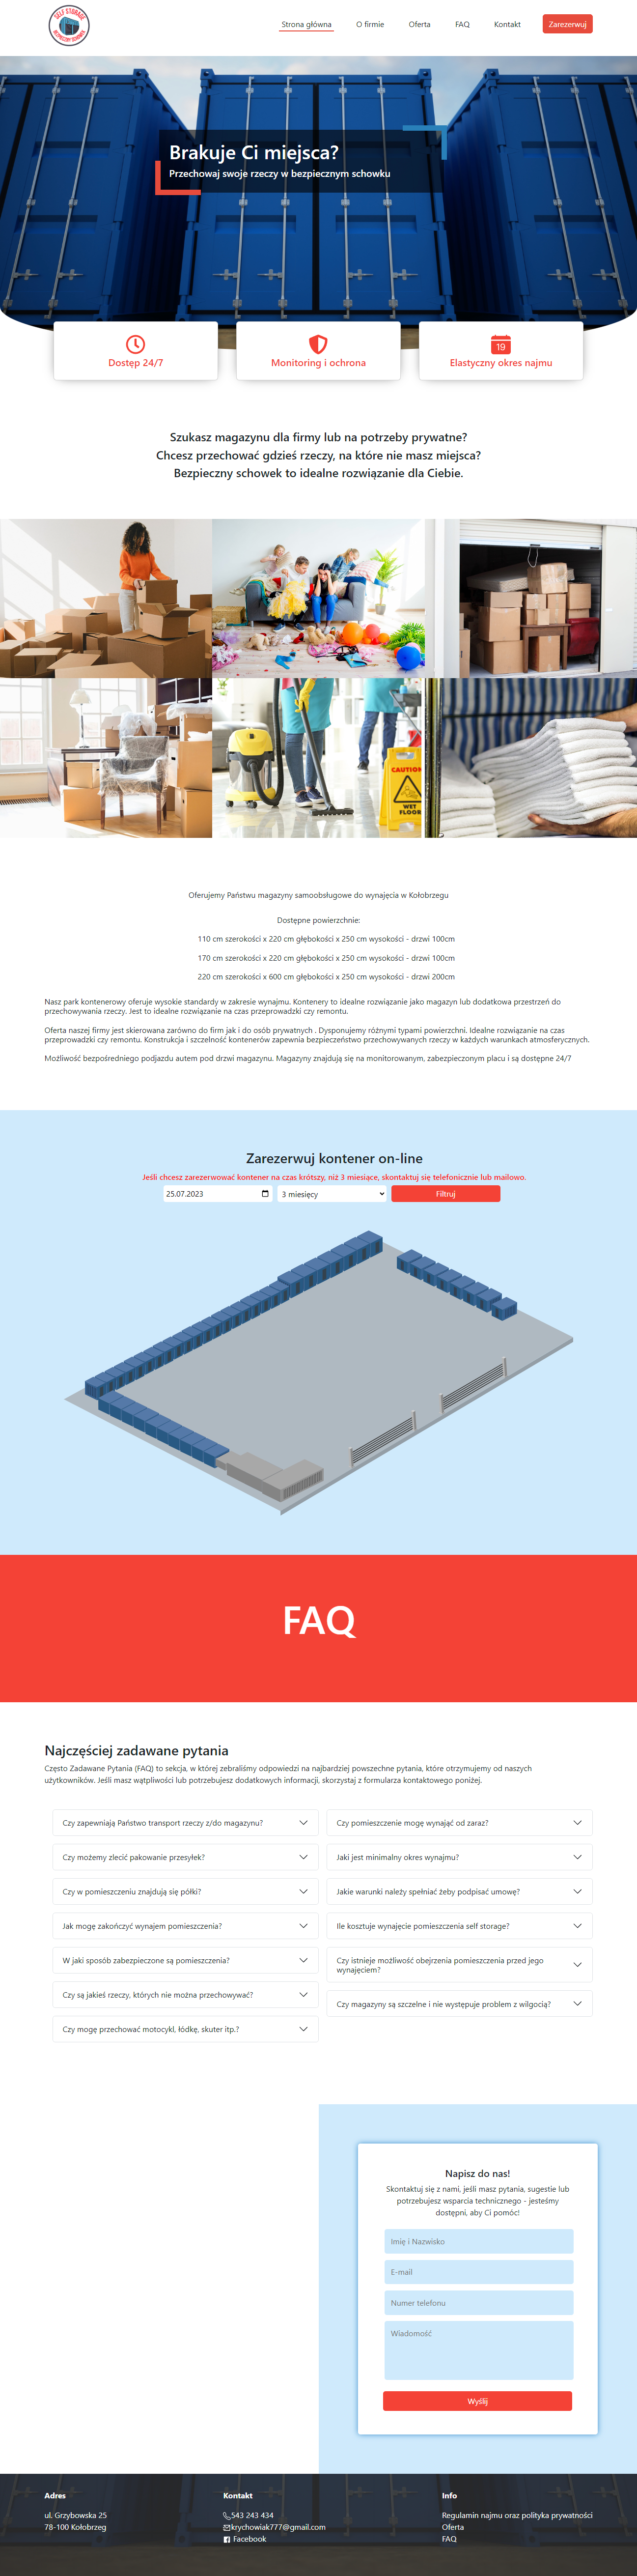 SELF STORAGE
BEZPIECZNY SCHOWEK
Strona główna
O firmie
Oferta
FAQ
Kontakt
Zarezerwuj
Brakuje Ci miejsca?
Przechowaj swoje rzeczy w bezpiecznym schowku
Dostęp 24/7
Monitoring i ochrona
19
Elastyczny okres najmu
Szukasz magazynu dla firmy lub na potrzeby prywatne?
Chcesz przechować gdzieś rzeczy, na które nie masz miejsca?
Bezpieczny schowek to idealne rozwiązanie dla Ciebie.
CAUTION
WET
FLOOR
Oferujemy Państwu magazyny samoobsługowe do wynajęcia w Kołobrzegu
Dostępne powierzchnie:
110 cm szerokości x 220 cm głębokości x 250 cm wysokości - drzwi 100cm
170 cm szerokości x 220 cm głębokości x 250 cm wysokości - drzwi 100cm
220 cm szerokości x 600 cm głębokości x 250 cm wysokości - drzwi 200cm
Nasz park kontenerowy oferuje wysokie standardy w zakresie wynajmu. Kontenery to idealne rozwiązanie jako magazyn lub dodatkowa przestrzeń do
przechowywania rzeczy. Jest to idealne rozwiązanie na czas przeprowadzki czy remontu.
Oferta naszej firmy jest skierowana zarówno do firm jak i do osób prywatnych . Dysponujemy różnymi typami powierzchni. Idealne rozwiązanie na czas
przeprowadzki czy remontu. Konstrukcja i szczelność kontenerów zapewnia bezpieczeństwo przechowywanych rzeczy w każdych warunkach atmosferycznych.
Możliwość bezpośredniego podjazdu autem pod drzwi magazynu. Magazyny znajdują się na monitorowanym, zabezpieczonym placu i są dostępne 24/7
Zarezerwuj kontener on-line
Jeśli chcesz zarezerwować kontener na czas krótszy, niż 3 miesiące, skontaktuj się telefonicznie lub mailowo.
25.07.2023
3 miesięcy
Filtruj
FAQ
Najczęściej zadawane pytania
Często Zadawane Pytania (FAQ) to sekcja, w której zebraliśmy odpowiedzi na najbardziej powszechne pytania, które otrzymujemy od naszych
użytkowników. Jeśli masz wątpliwości lub potrzebujesz dodatkowych informacji, skorzystaj z formularza kontaktowego poniżej.
Czy zapewniają Państwo transport rzeczy z/do magazynu?
Czy możemy zlecić pakowanie przesyłek?
Czy w pomieszczeniu znajdują się półki?
Jak mogę zakończyć wynajem pomieszczenia?
W jaki sposób zabezpieczone są pomieszczenia?
Czy są jakieś rzeczy, których nie można przechowywać?
Czy mogę przechować motocykl, łódkę, skuter itp.?
Czy pomieszczenie mogę wynająć od zaraz?
Jaki jest minimalny okres wynajmu?
Jakie warunki należy spełniać żeby podpisać umowę?
Ile kosztuje wynajęcie pomieszczenia self storage?
Czy istnieje możliwość obejrzenia pomieszczenia przed jego
wynajęciem?
Czy magazyny są szczelne i nie występuje problem z wilgocią?
Napisz do nas!
Skontaktuj się z nami, jeśli masz pytania, sugestie lub
potrzebujesz wsparcia technicznego - jesteśmy
dostępni, aby Ci pomóc!
Imię i Nazwisko
E-mail
Numer telefonu
Wiadomość
Wyślij
Adres
ul. Grzybowska 25
78-100 Kołobrzeg
Kontakt
543 243 434
krychowiak777@gmail.com
Facebook
Info
Regulamin najmu oraz polityka prywatności
Oferta
FAQ